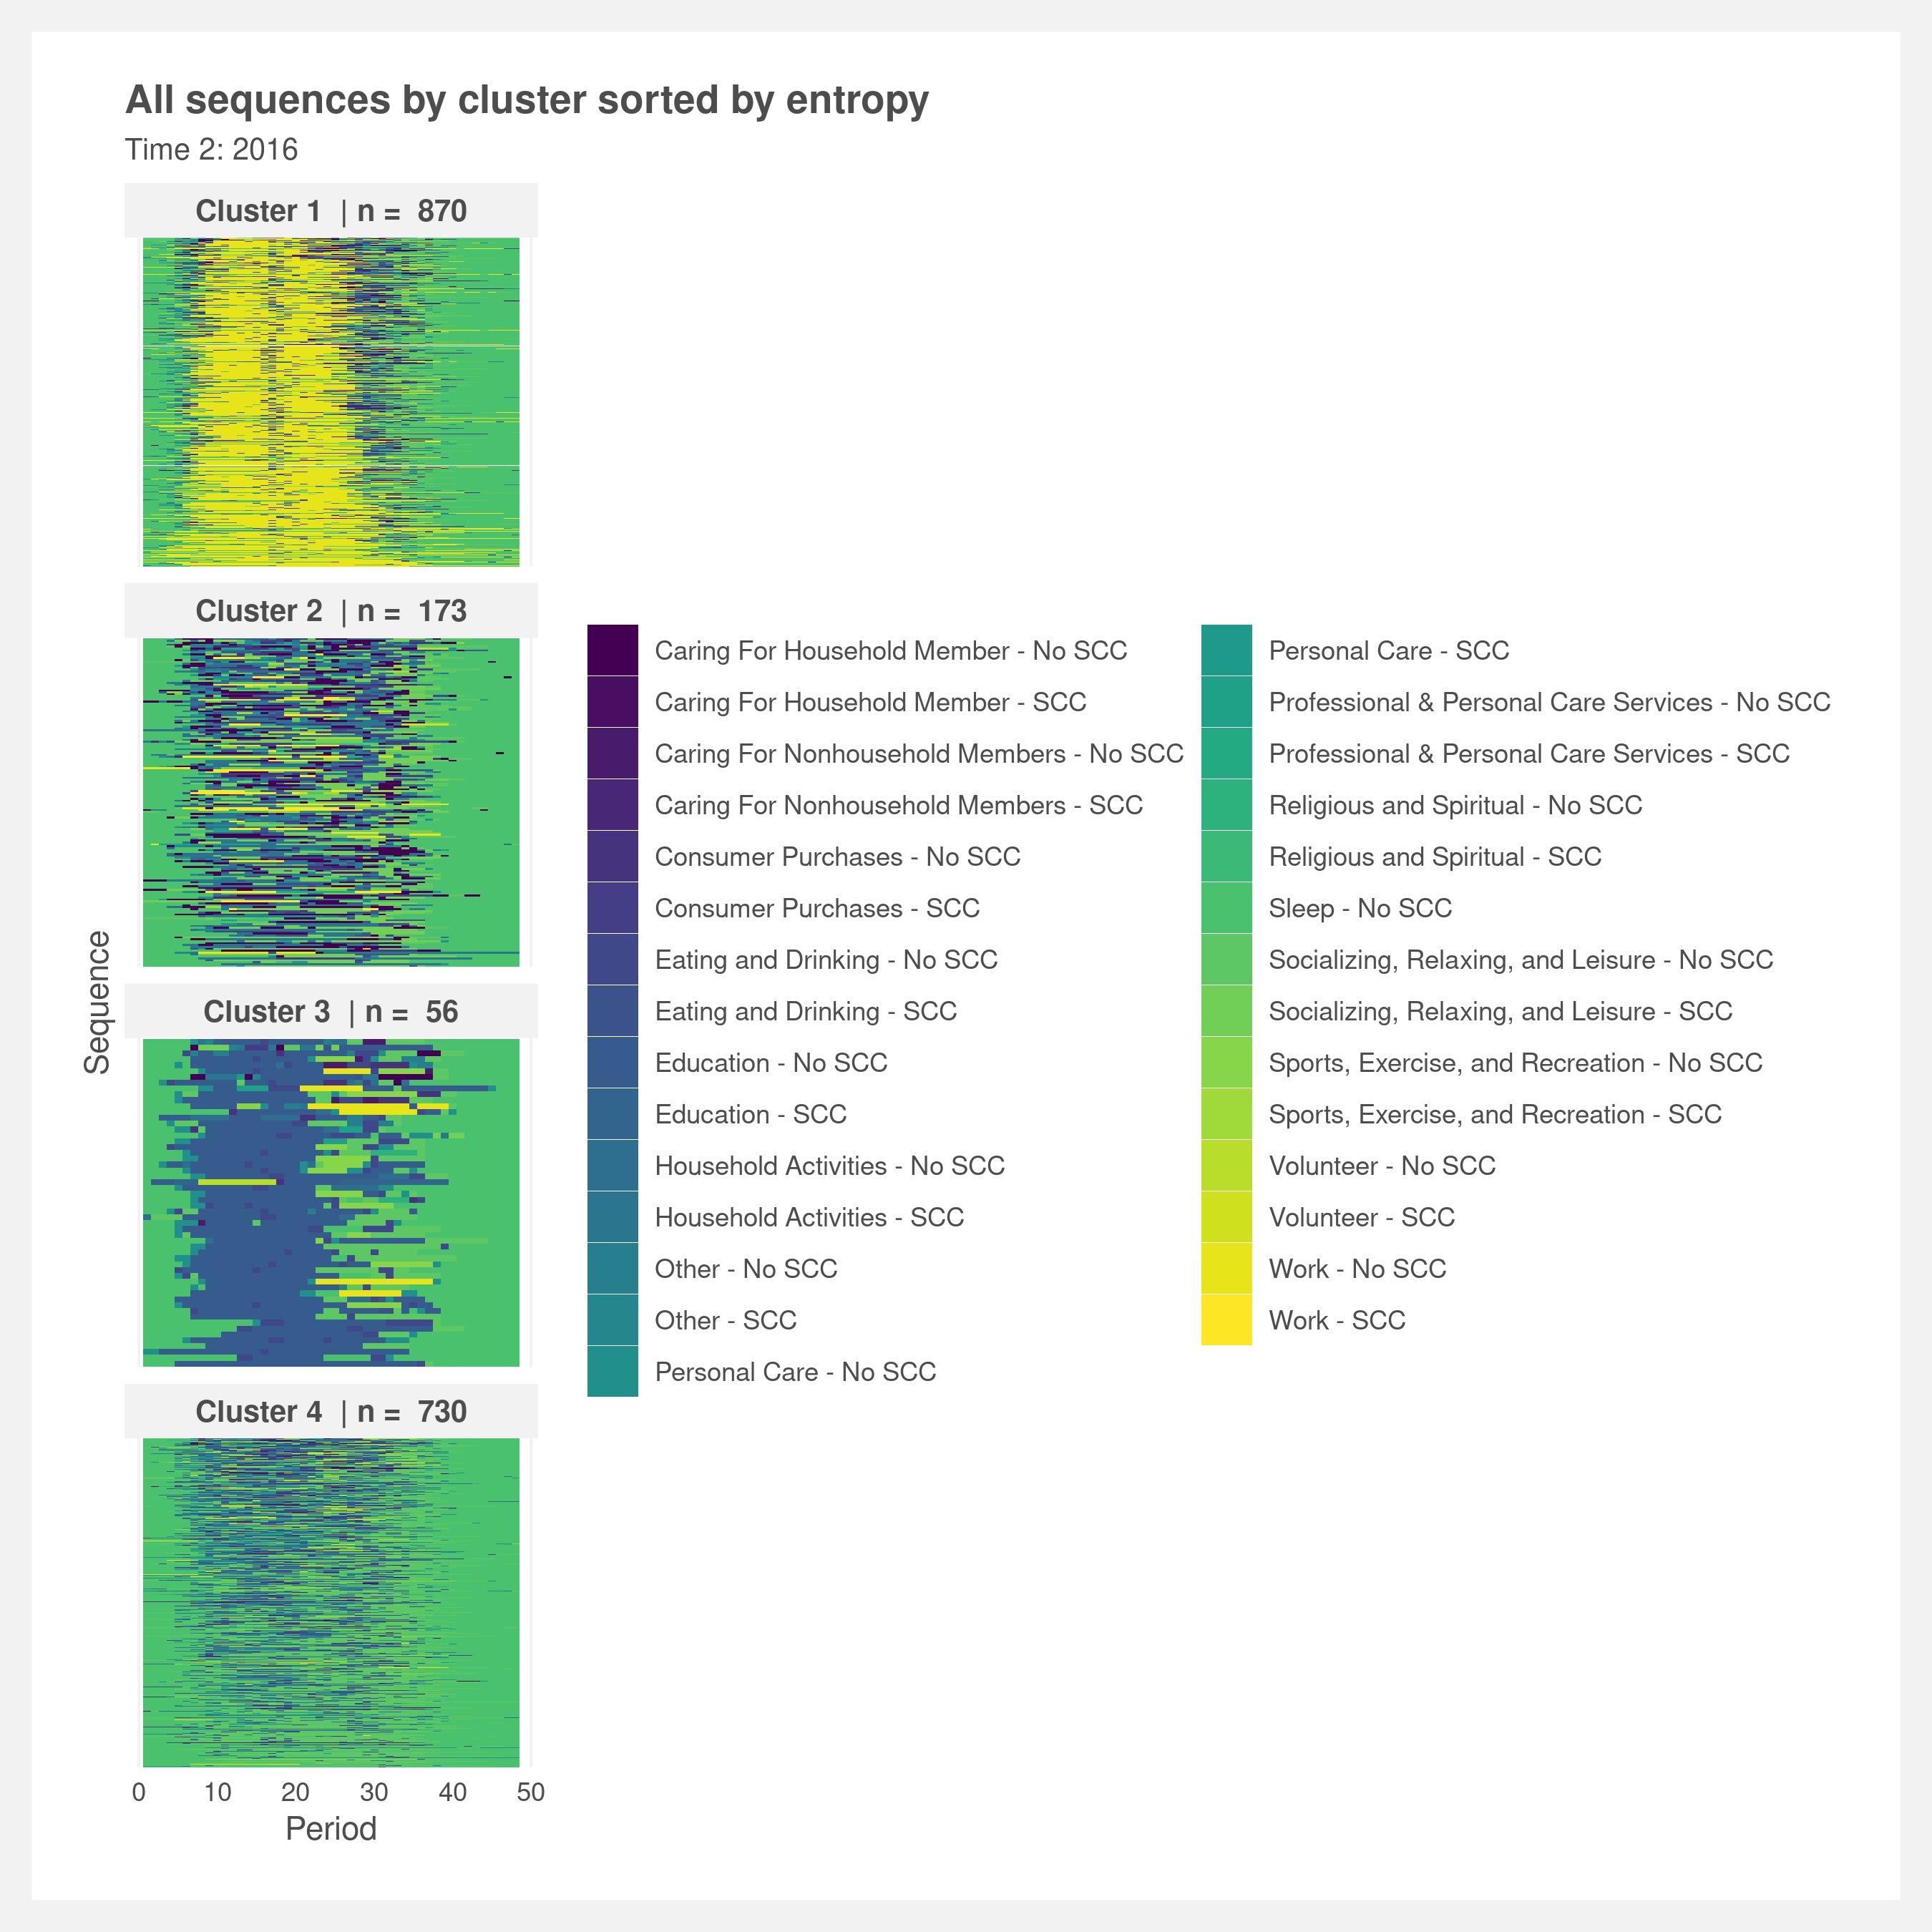 All sequences by cluster sorted by entropy
Time 2: 2016
Cluster 1 | n = 870
Cluster 2 | n = 173
Cluster 3 | n = 56
Cluster 4 | n = 730
Sequence
0 10 20 30 40 50
Period
Caring For Household Member - No SCC
Caring For Household Member - SCC
Caring For Nonhousehold Members - No SCC
Caring For Nonhousehold Members - SCC
Consumer Purchases - No SCC
Consumer Purchases - SCC
Eating and Drinking - No SCC
Eating and Drinking - SCC
Education - No SCC
Education - SCC
Household Activities - No SCC
Household Activities - SCC
Other - No SCC
Other - SCC
Personal Care - No SCC
Personal Care - SCC
Professional & Personal Care Services - No SCC
Professional & Personal Care Services - SCC
Religious and Spiritual - No SCC
Religious and Spiritual - SCC
Sleep - No SCC
Socializing, Relaxing, and Leisure - No SCC
Socializing, Relaxing, and Leisure - SCC
Sports, Exercise, and Recreation - No SCC
Sports, Exercise, and Recreation - SCC
Volunteer - No SCC
Volunteer - SCC
Work - No SCC
Work - SCC